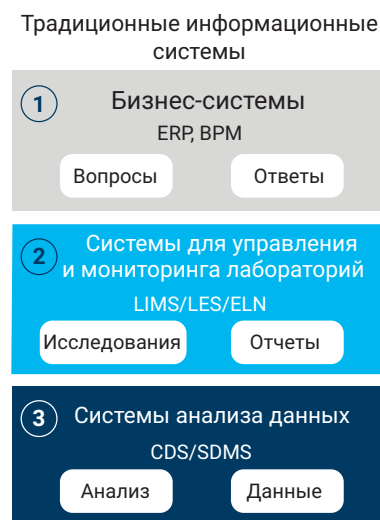 Традиционные информационные
системы
1
Бизнес-системы
ERP, BPM
Вопросы Ответы
2
Системы для управления
и мониторинга лабораторий
LIMS/LES/ELN
Исследования Отчеты
3
Системы анализа данных
CDS/SDMS
Анализ Данные